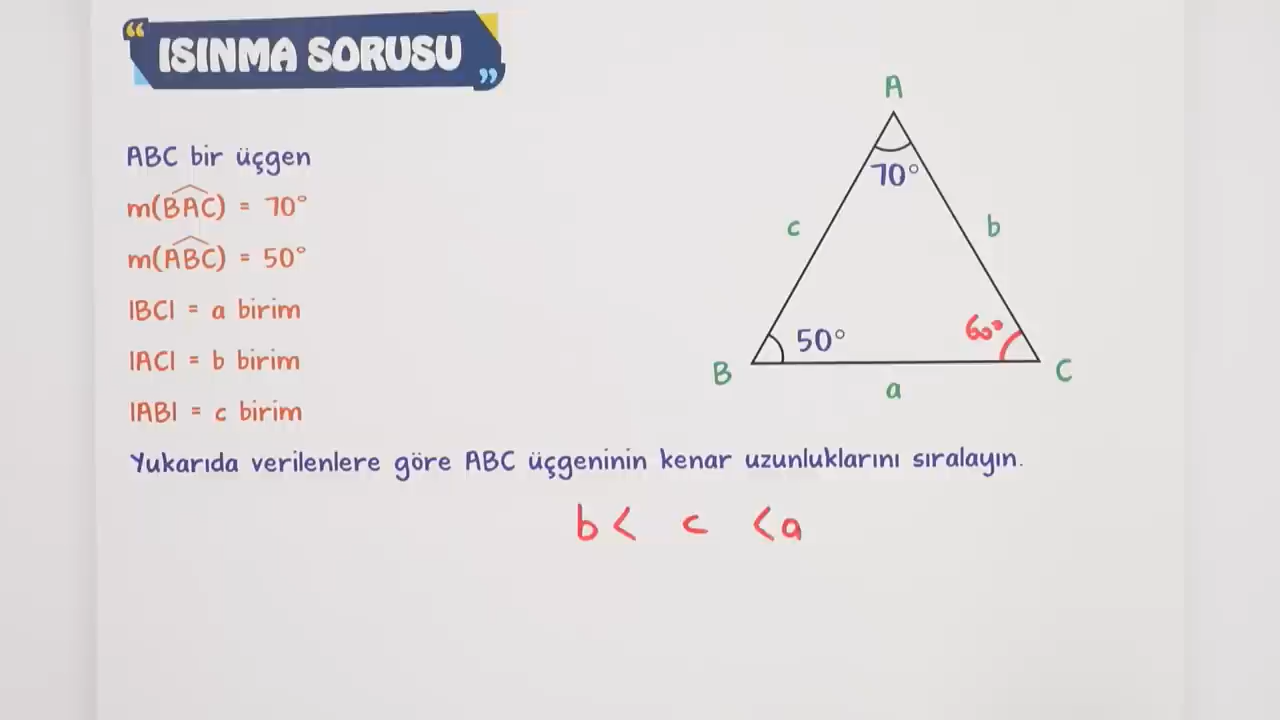 “ ISINMA SORUSU ”
ABC bir üçgen
m(BAC) = 70°
m(ABC) = 50°
|BC| = a birim
|AC| = b birim
|AB| = c birim
A
70°
c
b
50°
60°
B
a
C
Yukarıda verilenlere göre ABC üçgeninin kenar uzunluklarını sıralayın.
b < c < a